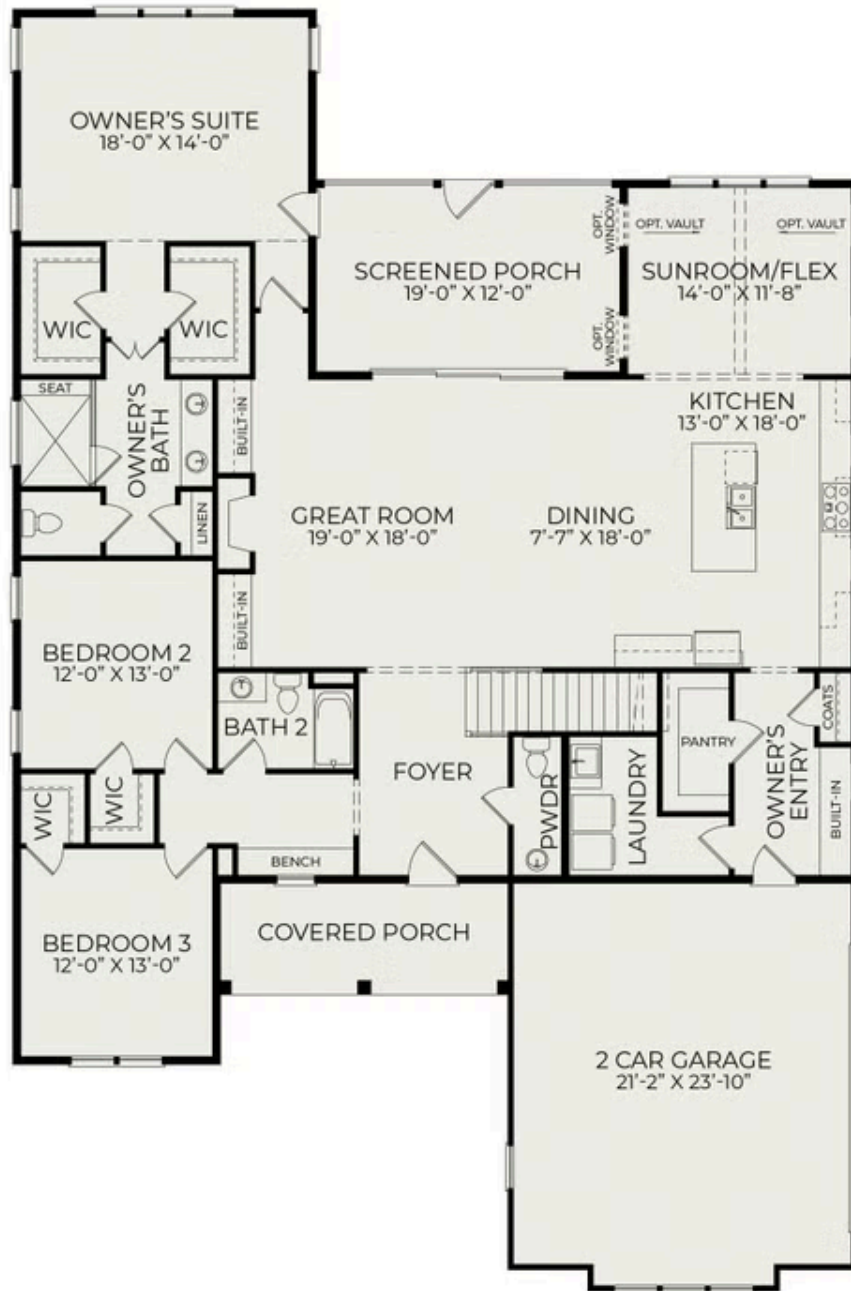 OWNER'S SUITE
18'-0" X 14'-0"
OPT. WINDOW
OPT. VAULT
OPT. VAULT
SCREENED PORCH
19'-0" X 12'-0"
SUNROOM/FLEX
14'-0" X 11'-8"
WIC
WIC
OPT. WINDOW
SEAT
OWNER'S
BATH
BUILT-IN
KITCHEN
13'-0" X 18'-0"
LINEN
GREAT ROOM
19'-0" X 18'-0"
DINING
7'-7" X 18'-0"
BUILT-IN
BEDROOM 2
12'-0" X 13'-0"
BATH 2
FOYER
PANTRY
COATS
OWNER'S
ENTRY
BUILT-IN
WIC
WIC
PWDR
LAUNDRY
BENCH
COVERED PORCH
BEDROOM 3
12'-0" X 13'-0"
2 CAR GARAGE
21'-2" X 23'-10"